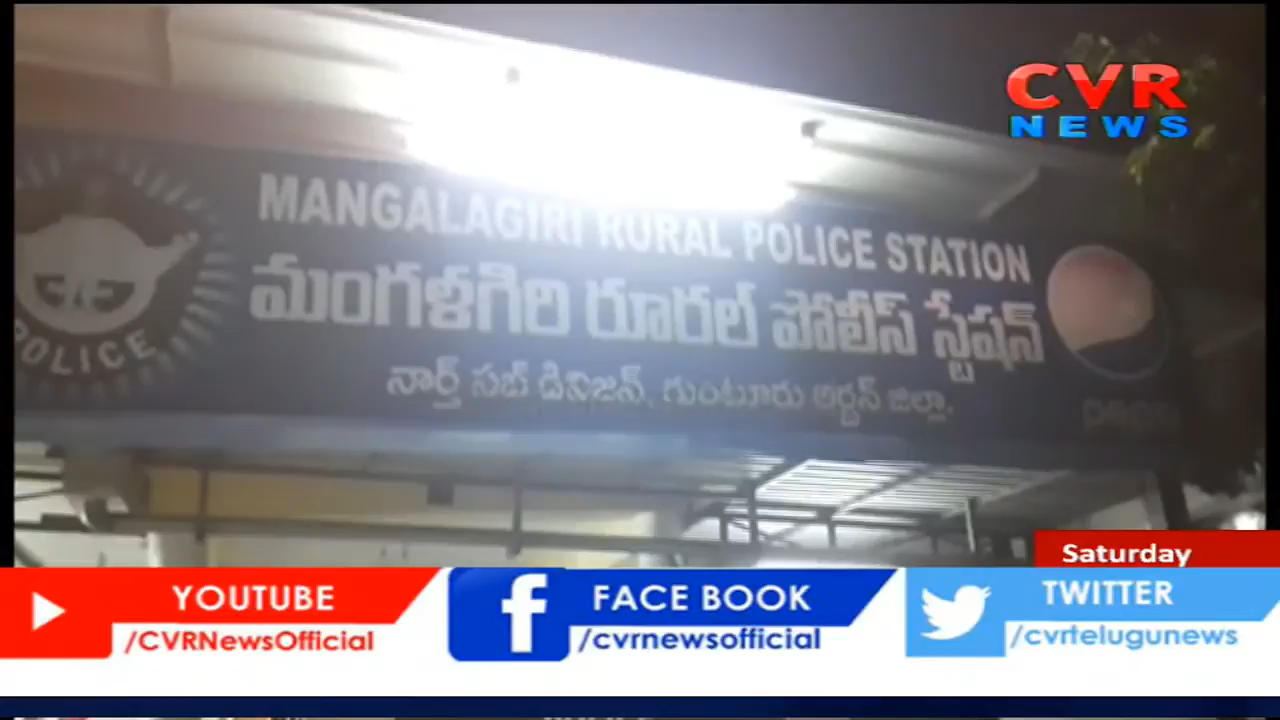 CVR
NEWS
MANGALAGIRI RURAL POLICE STATION
మంగళగిరి రూరల్ పోలీస్ స్టేషన్
నార్త్ సబ్ డివిజన్, గుంటూరు అర్బన్ జిల్లా.
POLICE
Saturday
YOUTUBE
/CVRNewsOfficial
FACE BOOK
/cvrnewsofficial
TWITTER
/cvrtelugunews